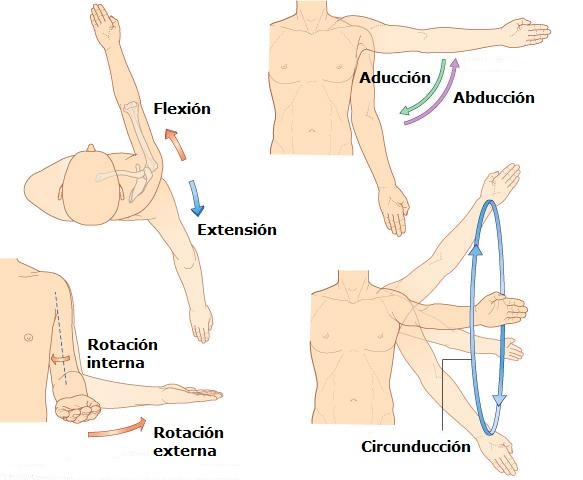 Flexión
Extensión
Aducción
Abducción
Rotación
interna
Rotación
externa
Circunducción